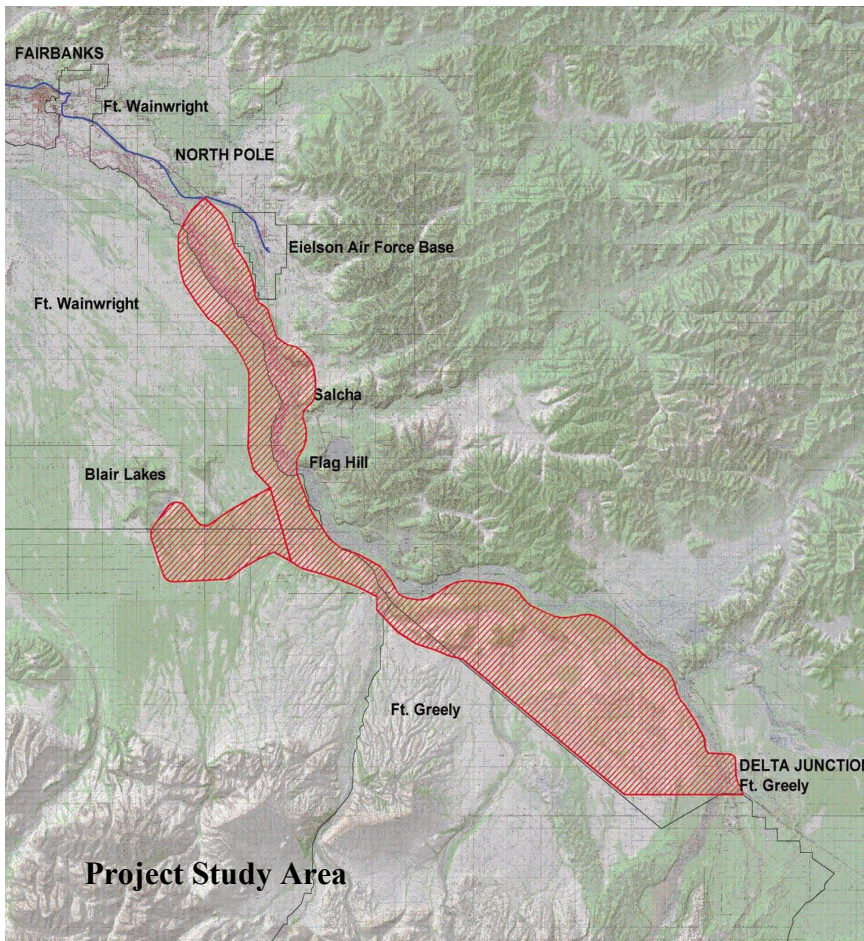 FAIRBANKS
Ft. Wainwright
NORTH POLE
Eielson Air Force Base
Ft. Wainwright
Salcha
Flag Hill
Blair Lakes
Ft. Greely
DELTA JUNCTION
Ft. Greely
Project Study Area